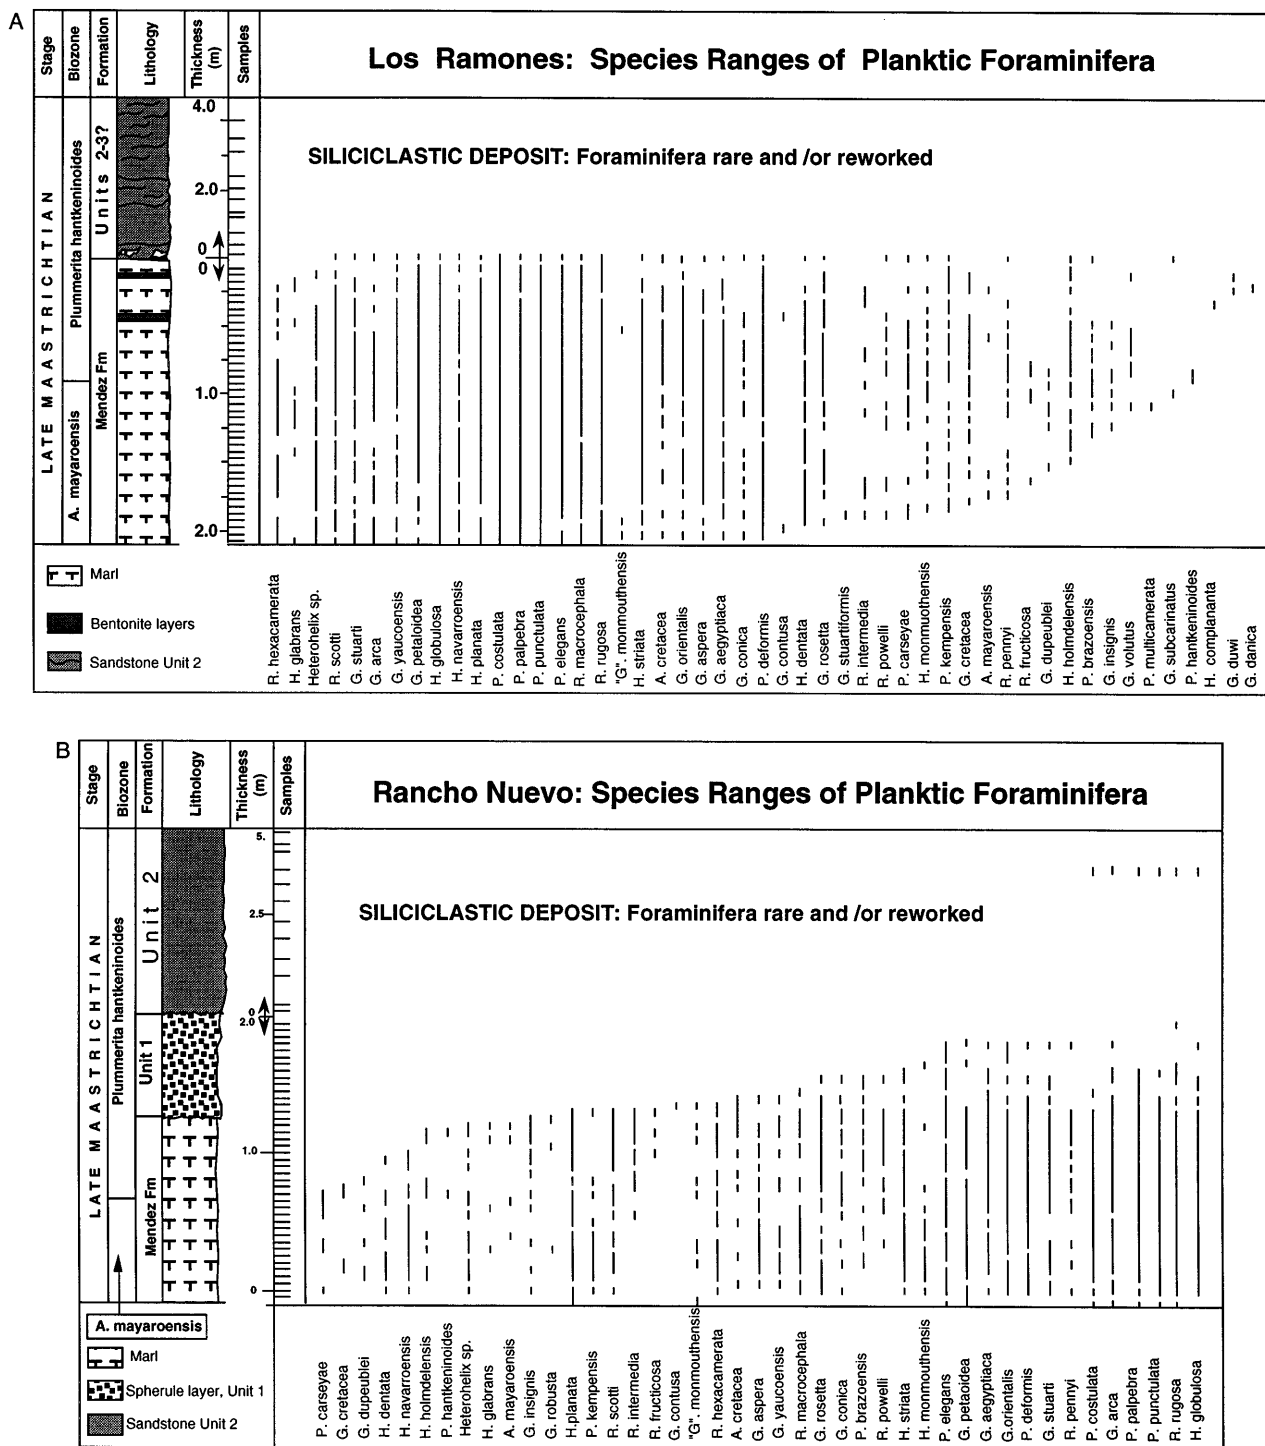 A
Stage
Biozone
Formation
Lithology
Thickness (m)
Samples
Los Ramones: Species Ranges of Planktic Foraminifera
LATE MAASTRICHTIAN
Plummerita hantkeninoides
A. mayaroensis
Units 2-3?
Mendez Fm
4.0
2.0
0
0
1.0
2.0
SILICICLASTIC DEPOSIT: Foraminifera rare and /or reworked
Marl
Bentonite layers
Sandstone Unit 2
R. hexacamerata
H. glabrans
Heterohelix sp.
R. scotti
G. stuarti
G. arca
G. yaucoensis
G. petaloidea
H. globulosa
H. navarroensis
H. planata
P. costulata
P. palpebra
P. punctulata
P. elegans
R. macrocephala
R. rugosa
"G". monmouthensis
H. striata
A. cretacea
G. orientalis
G. aspera
G. aegyptiaca
G. conica
P. deformis
G. contusa
H. dentata
G. rosetta
G. stuartiformis
R. intermedia
R. powelli
P. carseyae
H. monmuothensis
P. kempensis
G. cretacea
A. mayaroensis
R. pennyi
R. fructicosa
G. dupeublei
H. holmdelensis
P. brazoensis
G. insignis
G. volutus
P. multicamerata
G. subcarinatus
P. hantkeninoides
H. complananta
G. duwi
G. danica
B
Stage
Biozone
Formation
Lithology
Thickness (m)
Samples
Rancho Nuevo: Species Ranges of Planktic Foraminifera
LATE MAASTRICHTIAN
Plummerita hantkeninoides
Unit 2
Unit 1
Mendez Fm
5.
2.5
0
2.0
1.0
0
SILICICLASTIC DEPOSIT: Foraminifera rare and /or reworked
A. mayaroensis
Marl
Spherule layer, Unit 1
Sandstone Unit 2
P. carseyae
G. cretacea
G. dupeublei
H. dentata
H. navarroensis
H. holmdelensis
P. hantkeninoides
Heterohelix sp.
H. glabrans
A. mayaroensis
G. insignis
G. robusta
H.planata
P. kempensis
R. scotti
R. intermedia
R. fructicosa
G. contusa
"G". monmouthensis
R. hexacamerata
A. cretacea
G. aspera
G. yaucoensis
R. macrocephala
G. rosetta
G. conica
P. brazoensis
R. powelli
H. striata
H. monmouthensis
P. elegans
G. petaoidea
G. aegyptiaca
G.orientalis
P. deformis
G. stuarti
R. pennyi
P. costulata
G. arca
P. palpebra
P. punctulata
R. rugosa
H. globulosa